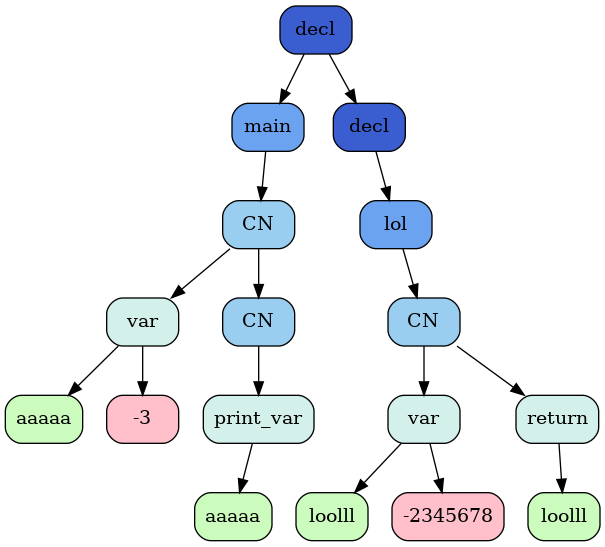 decl
main
decl
CN
lol
var
CN
CN
aaaaa
-3
print_var
var
return
aaaaa
loolll
-2345678
loolll